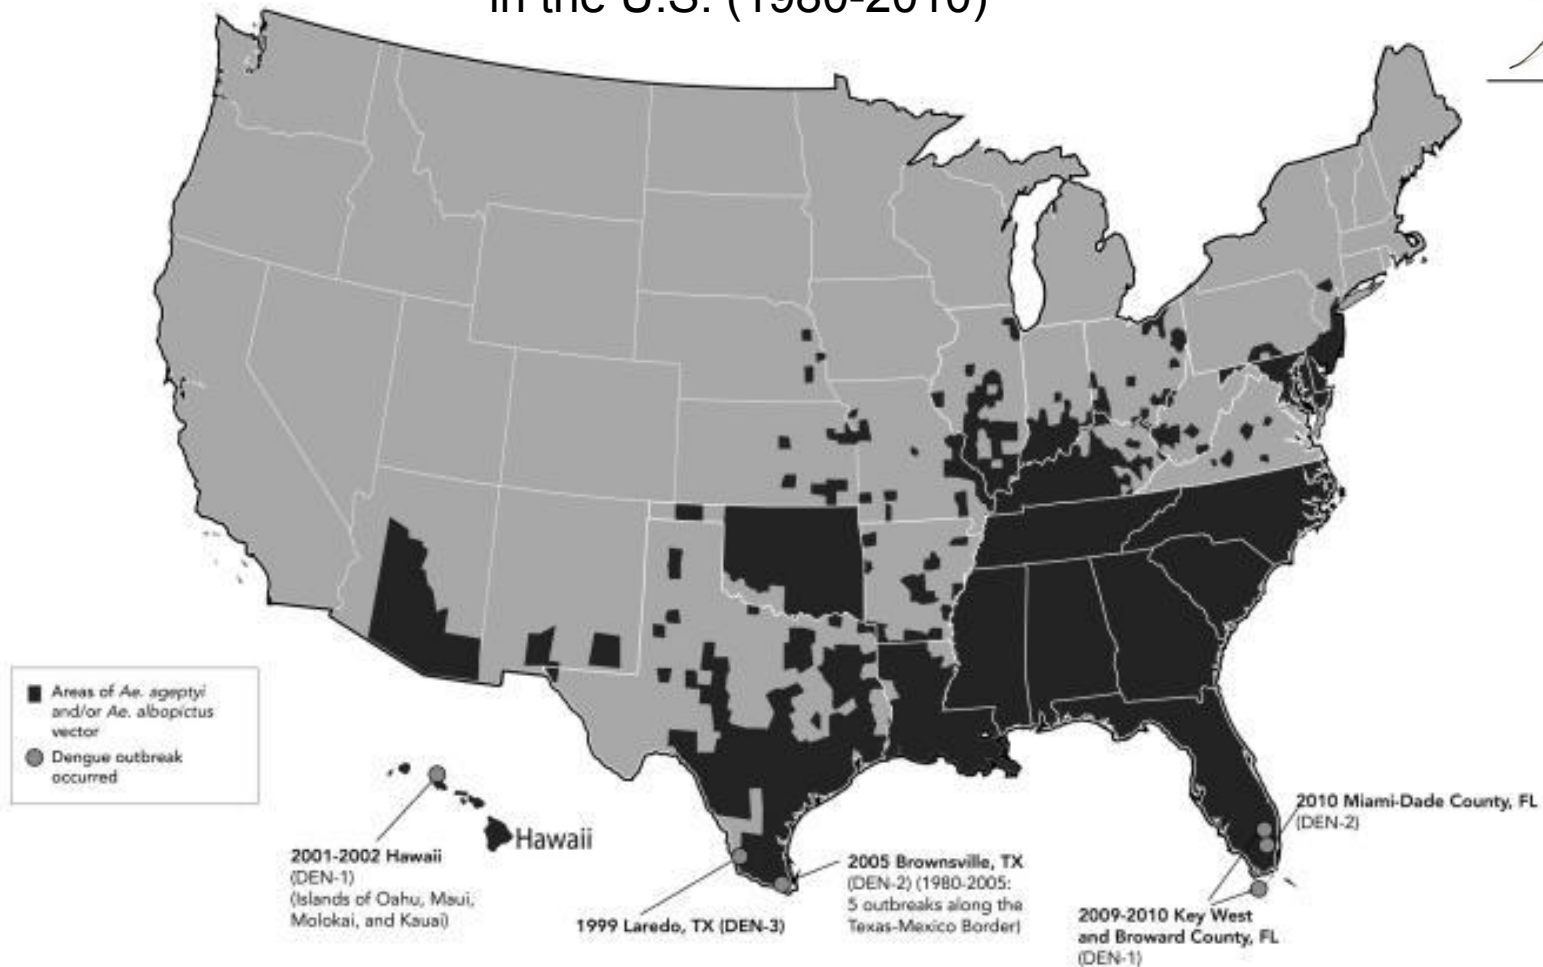 in the U.S. (1980-2010)
Areas of Ae. ageptyi
and/or Ae. albopictus
vector
Dengue outbreak
occurred
Hawaii
2001-2002 Hawaii
(DEN-1)
(Islands of Oahu, Maui,
Molokai, and Kauai)
1999 Laredo, TX (DEN-3)
2005 Brownsville, TX
(DEN-2) (1980-2005:
5 outbreaks along the
Texas-Mexico Border)
2010 Miami-Dade County, FL
(DEN-2)
2009-2010 Key West
and Broward County, FL
(DEN-1)